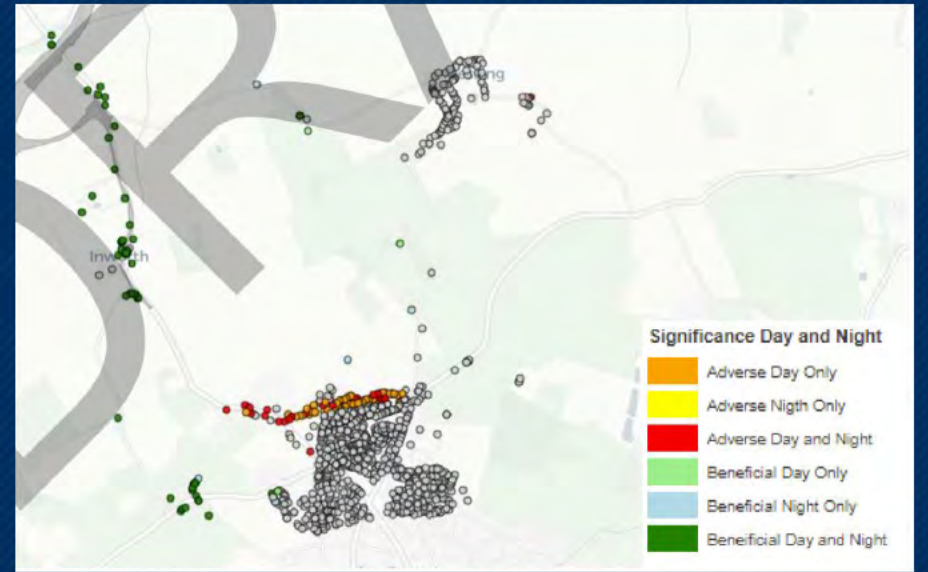 Inworth
Significance Day and Night
Adverse Day Only
Adverse Nigth Only
Adverse Day and Night
Beneficial Day Only
Beneficial Night Only
Beneificial Day and Night